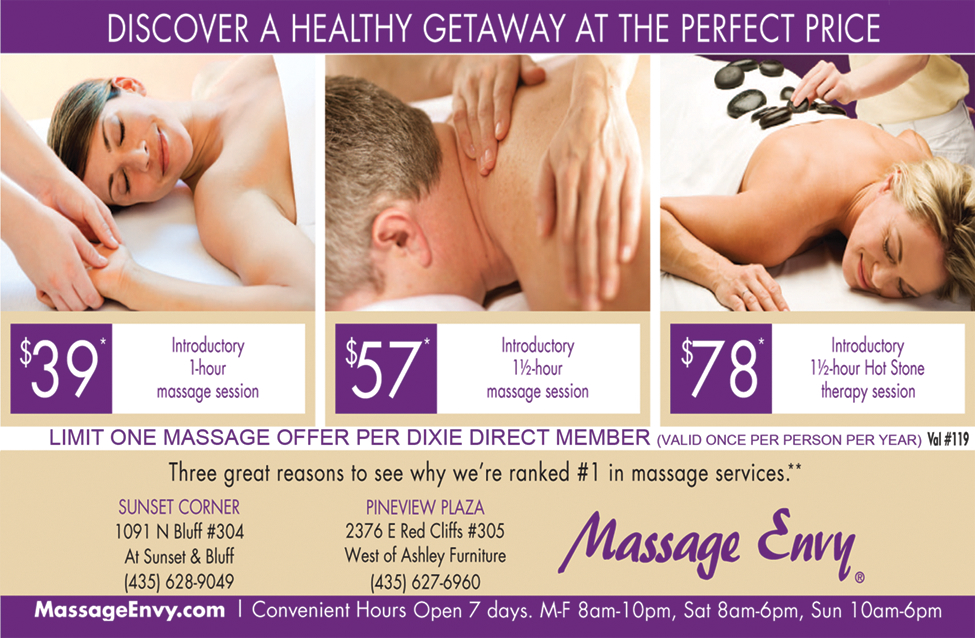 DISCOVER A HEALTHY GETAWAY AT THE PERFECT PRICE
$39*
Introductory
1-hour
massage session
$57*
Introductory
1½-hour
massage session
$78*
Introductory
1½-hour Hot Stone
therapy session
LIMIT ONE MASSAGE OFFER PER DIXIE DIRECT MEMBER (VALID ONCE PER PERSON PER YEAR) Val #119
Three great reasons to see why we're ranked #1 in massage services.**
SUNSET CORNER
1091 N Bluff #304
At Sunset & Bluff
(435) 628-9049
PINEVIEW PLAZA
2376 E Red Cliffs #305
West of Ashley Furniture
(435) 627-6960
Massage Envy®
MassageEnvy.com | Convenient Hours Open 7 days. M-F 8am-10pm, Sat 8am-6pm, Sun 10am-6pm